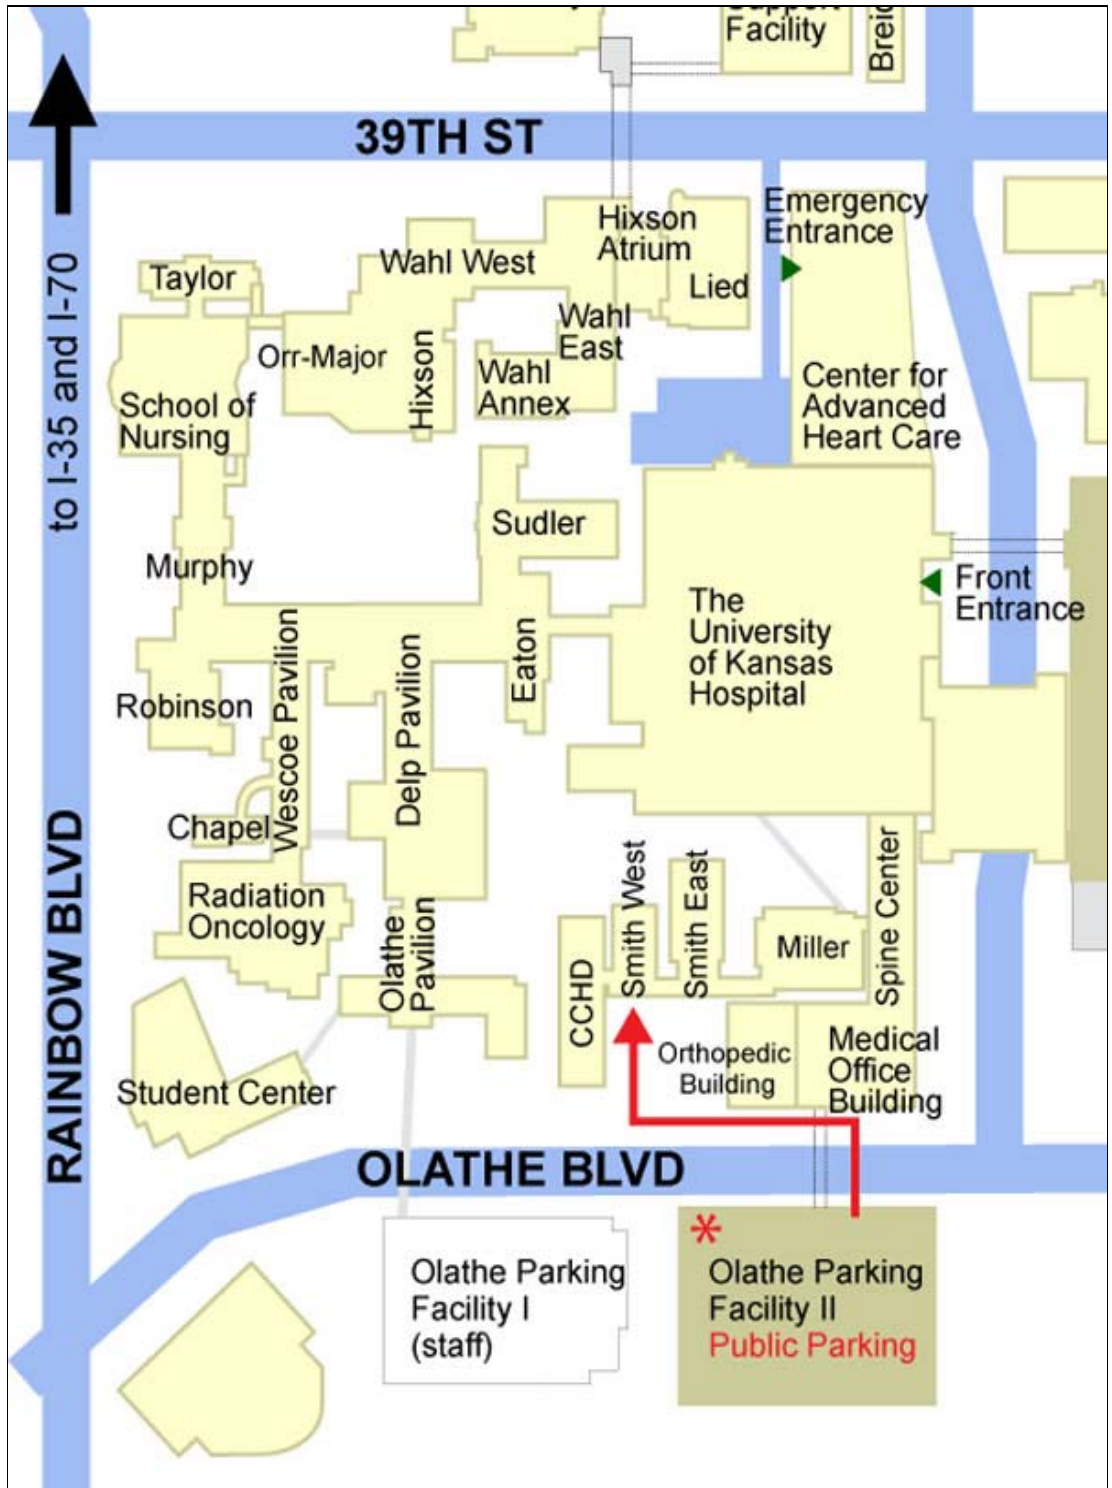 Facility
39TH ST
to I-35 and I-70
Emergency
Entrance
Hixson
Atrium
Lied
Wahl West
Taylor
Wahl
East
Orr-Major
Hixson
Wahl
Annex
Center for
Advanced
Heart Care
School of
Nursing
Sudler
Murphy
Front
Entrance
The
University
of Kansas
Hospital
Eaton
Wescoe Pavilion
Delp Pavilion
Robinson
Chapel
Radiation
Oncology
RAINBOW BLVD
Olathe
Pavilion
CCHD
Smith West
Smith East
Miller
Spine Center
Orthopedic
Building
Medical
Office
Building
Student Center
OLATHE BLVD
Olathe Parking
Facility I
(staff)
*
Olathe Parking
Facility II
Public Parking